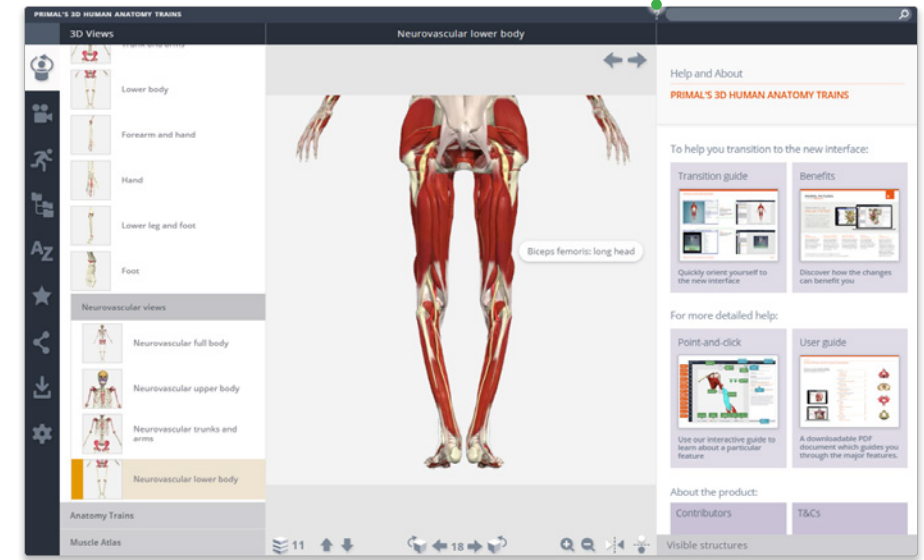 PRIMAL'S 3D HUMAN ANATOMY TRAINS
?
3D Views
Neurovascular lower body
Trunk and arms
Lower body
Forearm and hand
Hand
Lower leg and foot
Foot
Neurovascular views
Neurovascular full body
Neurovascular upper body
Neurovascular trunks and
arms
Neurovascular lower body
Anatomy Trains
Muscle Atlas
AZ
Biceps femoris: long head
11
18
Help and About
PRIMAL'S 3D HUMAN ANATOMY TRAINS
To help you transition to the new interface:
Transition guide
Quickly orient yourself to
the new interface
Benefits
Discover how the changes
can benefit you
For more detailed help:
Point-and-click
Use our interactive guide to
learn about a particular
feature
User guide
A downloadable PDF
document which guides you
through the major features.
About the product:
Contributors
T&Cs
Visible structures